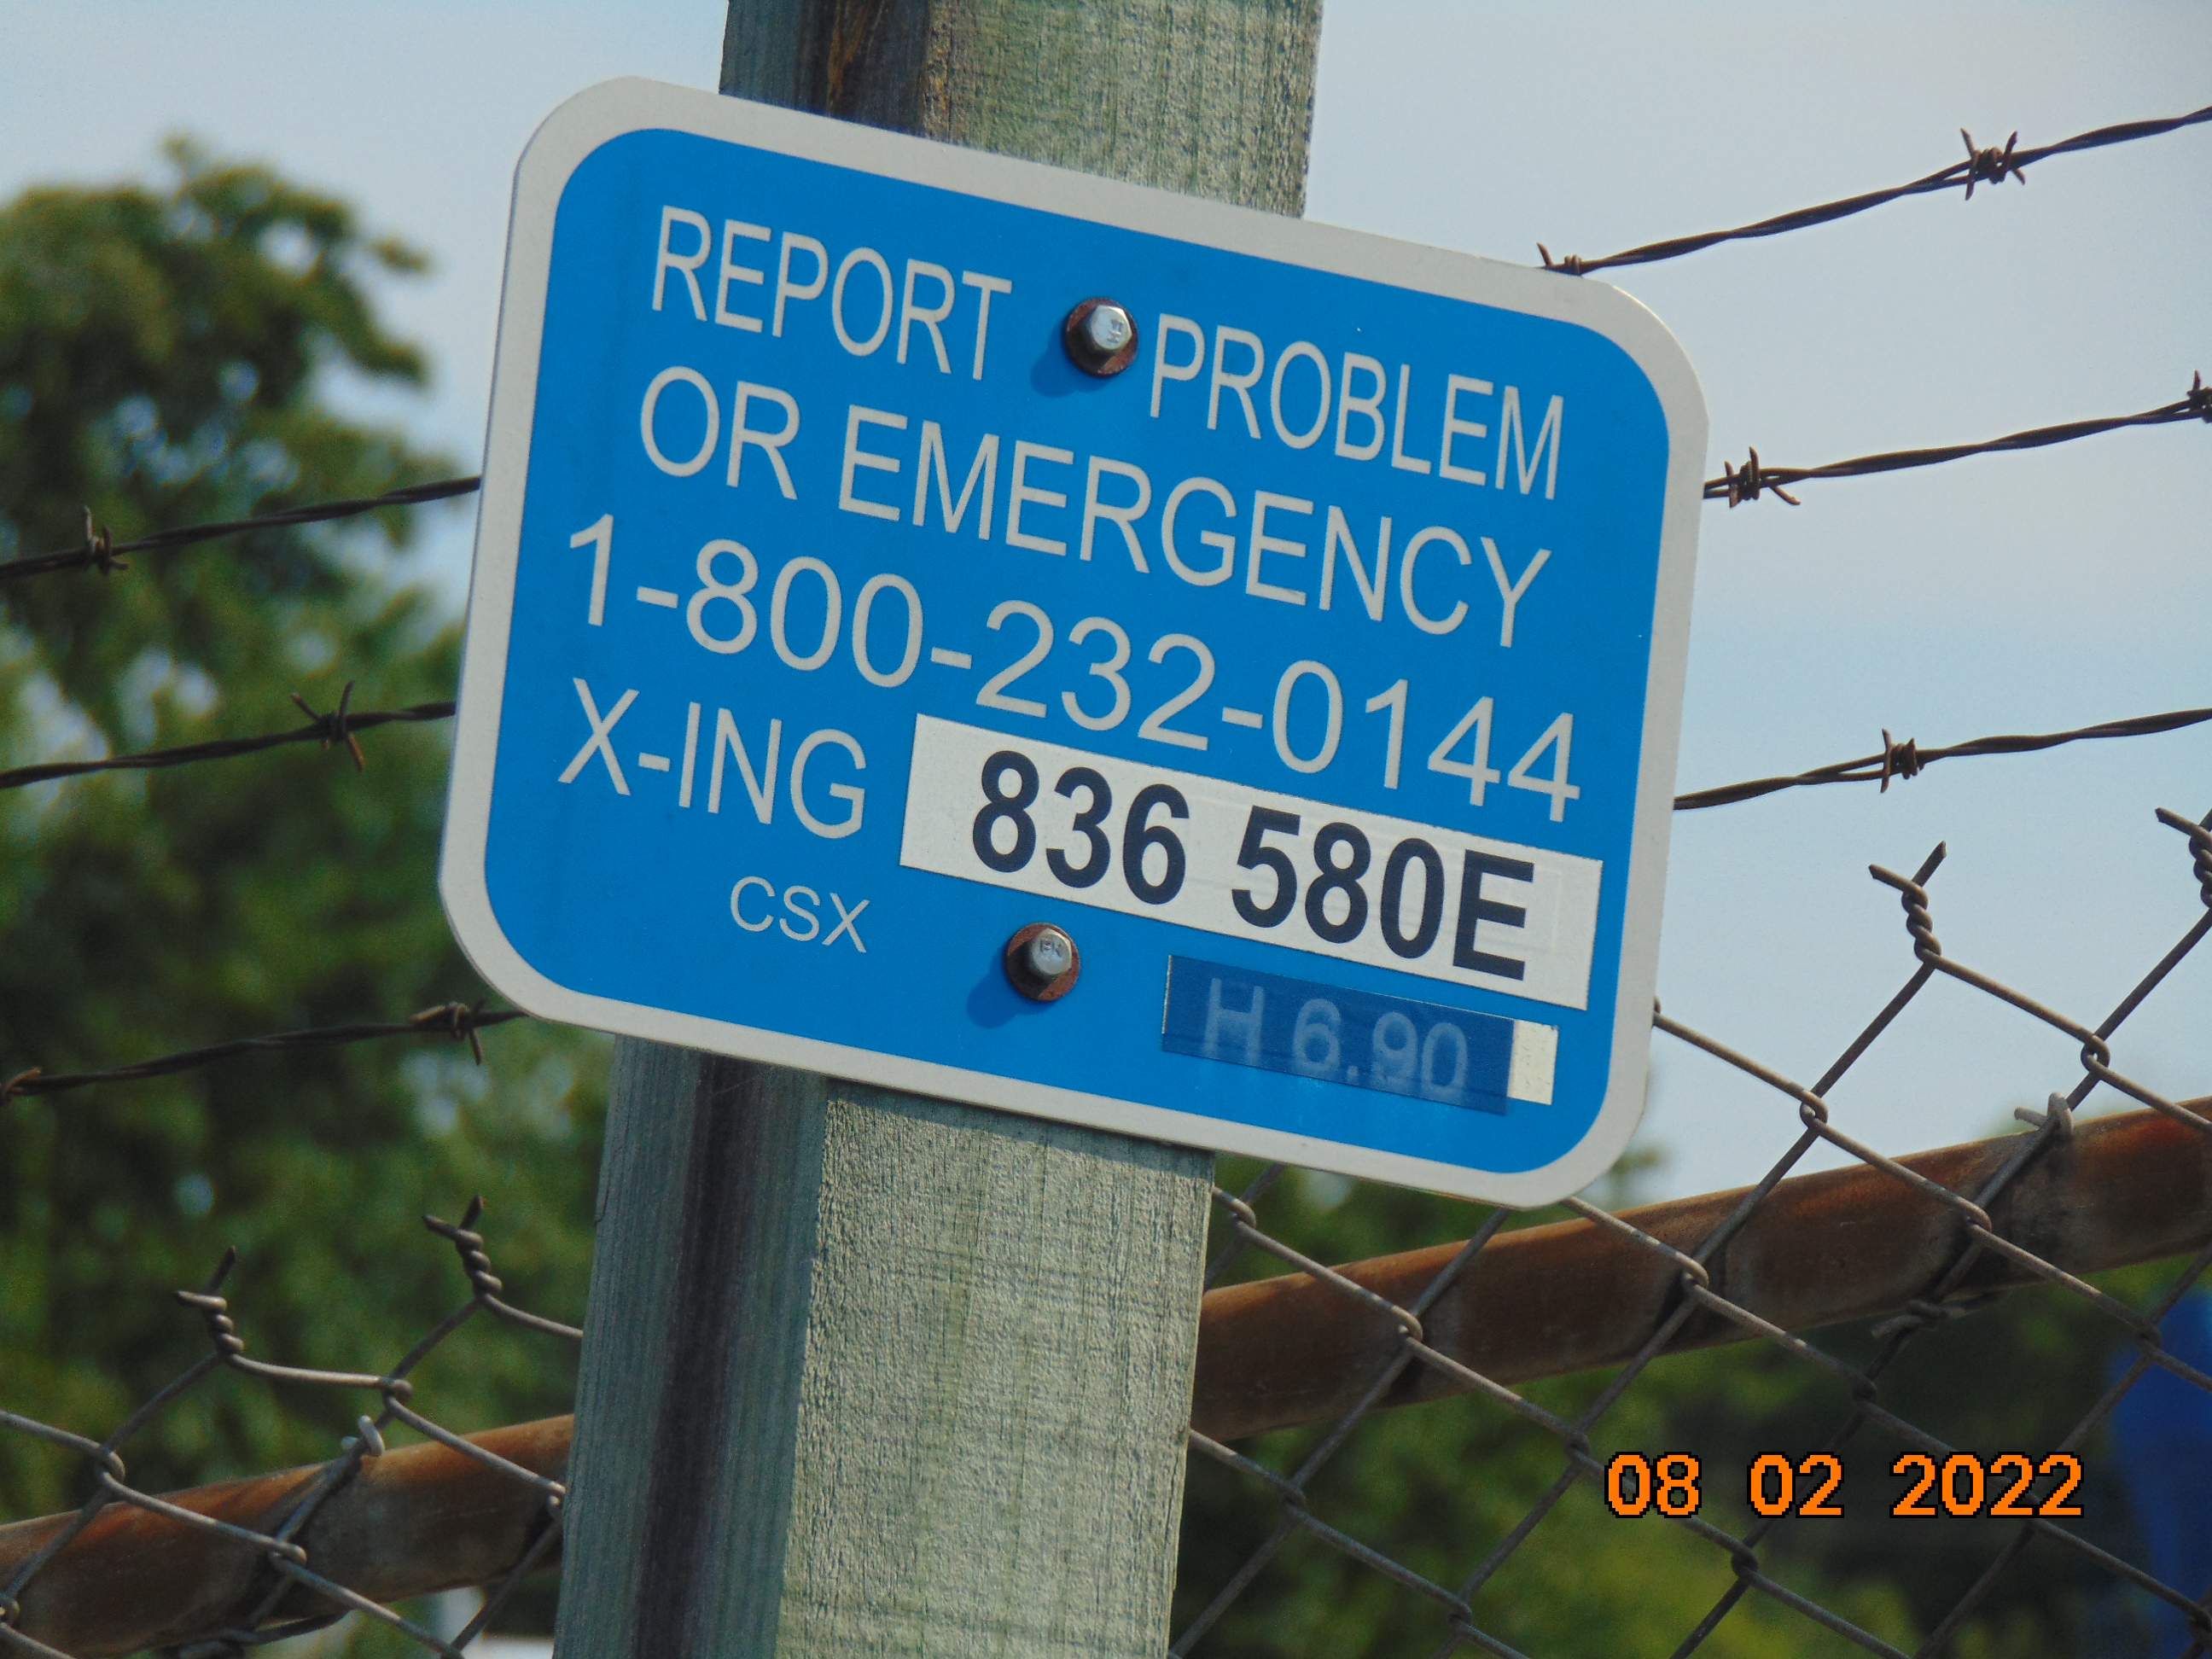 REPORT PROBLEM
OR EMERGENCY
1-800-232-0144
X-ING 836 580E
CSX
H 6.90
08 02 2022